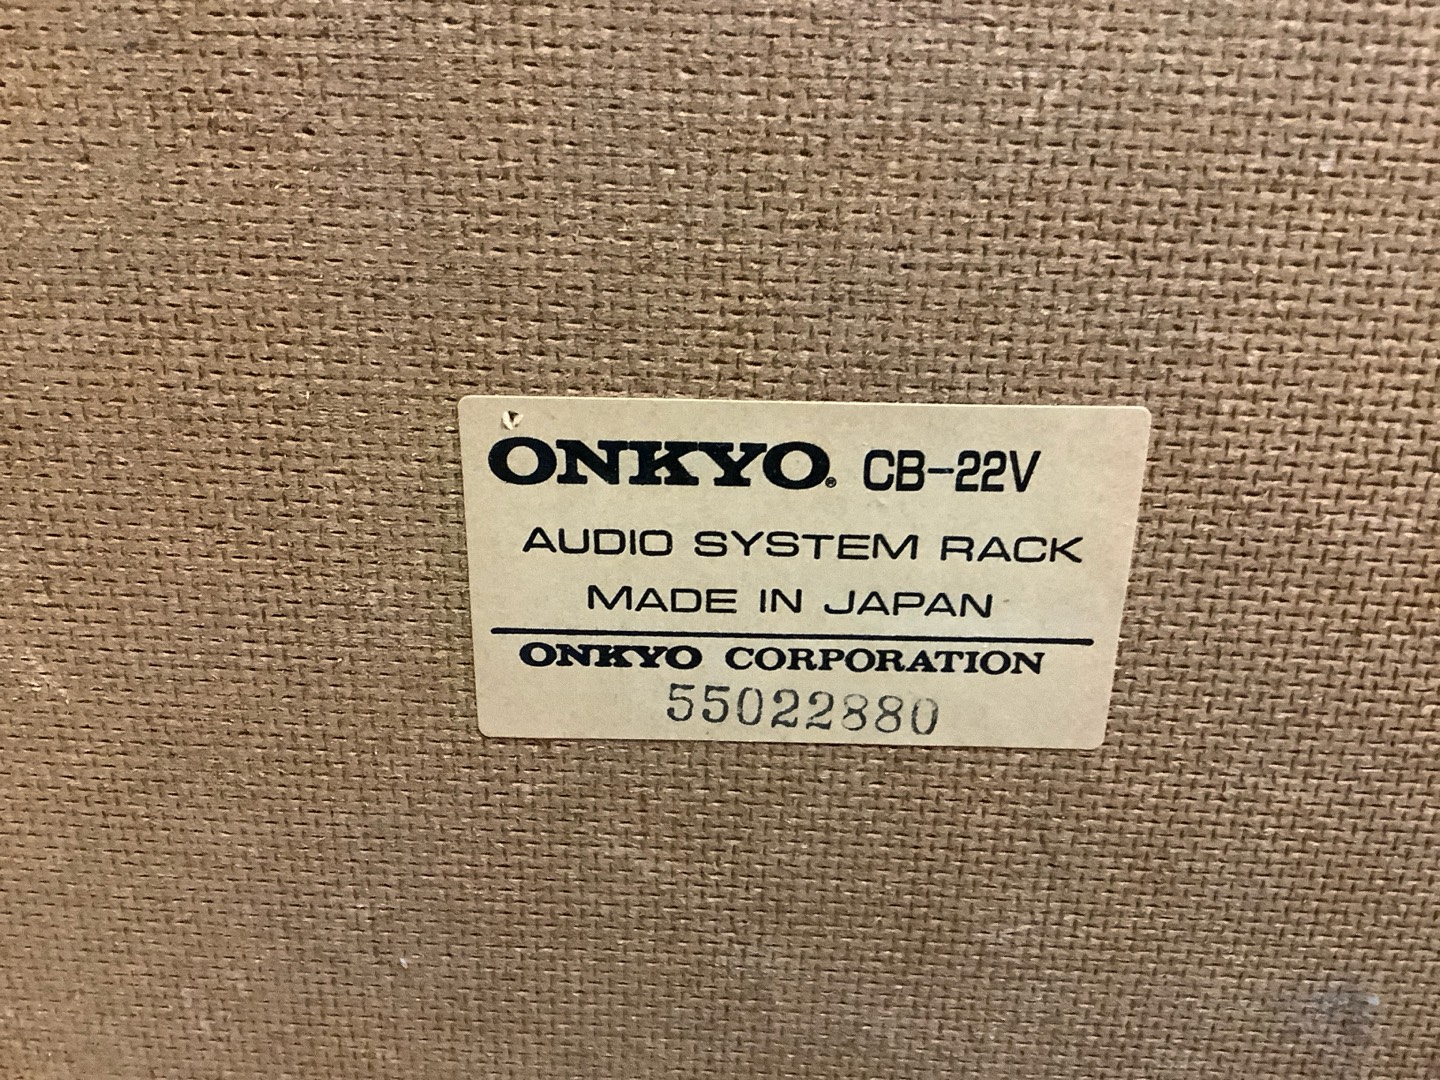 ONKYO® CB-22V
AUDIO SYSTEM RACK
MADE IN JAPAN
ONKYO CORPORATION
55022880